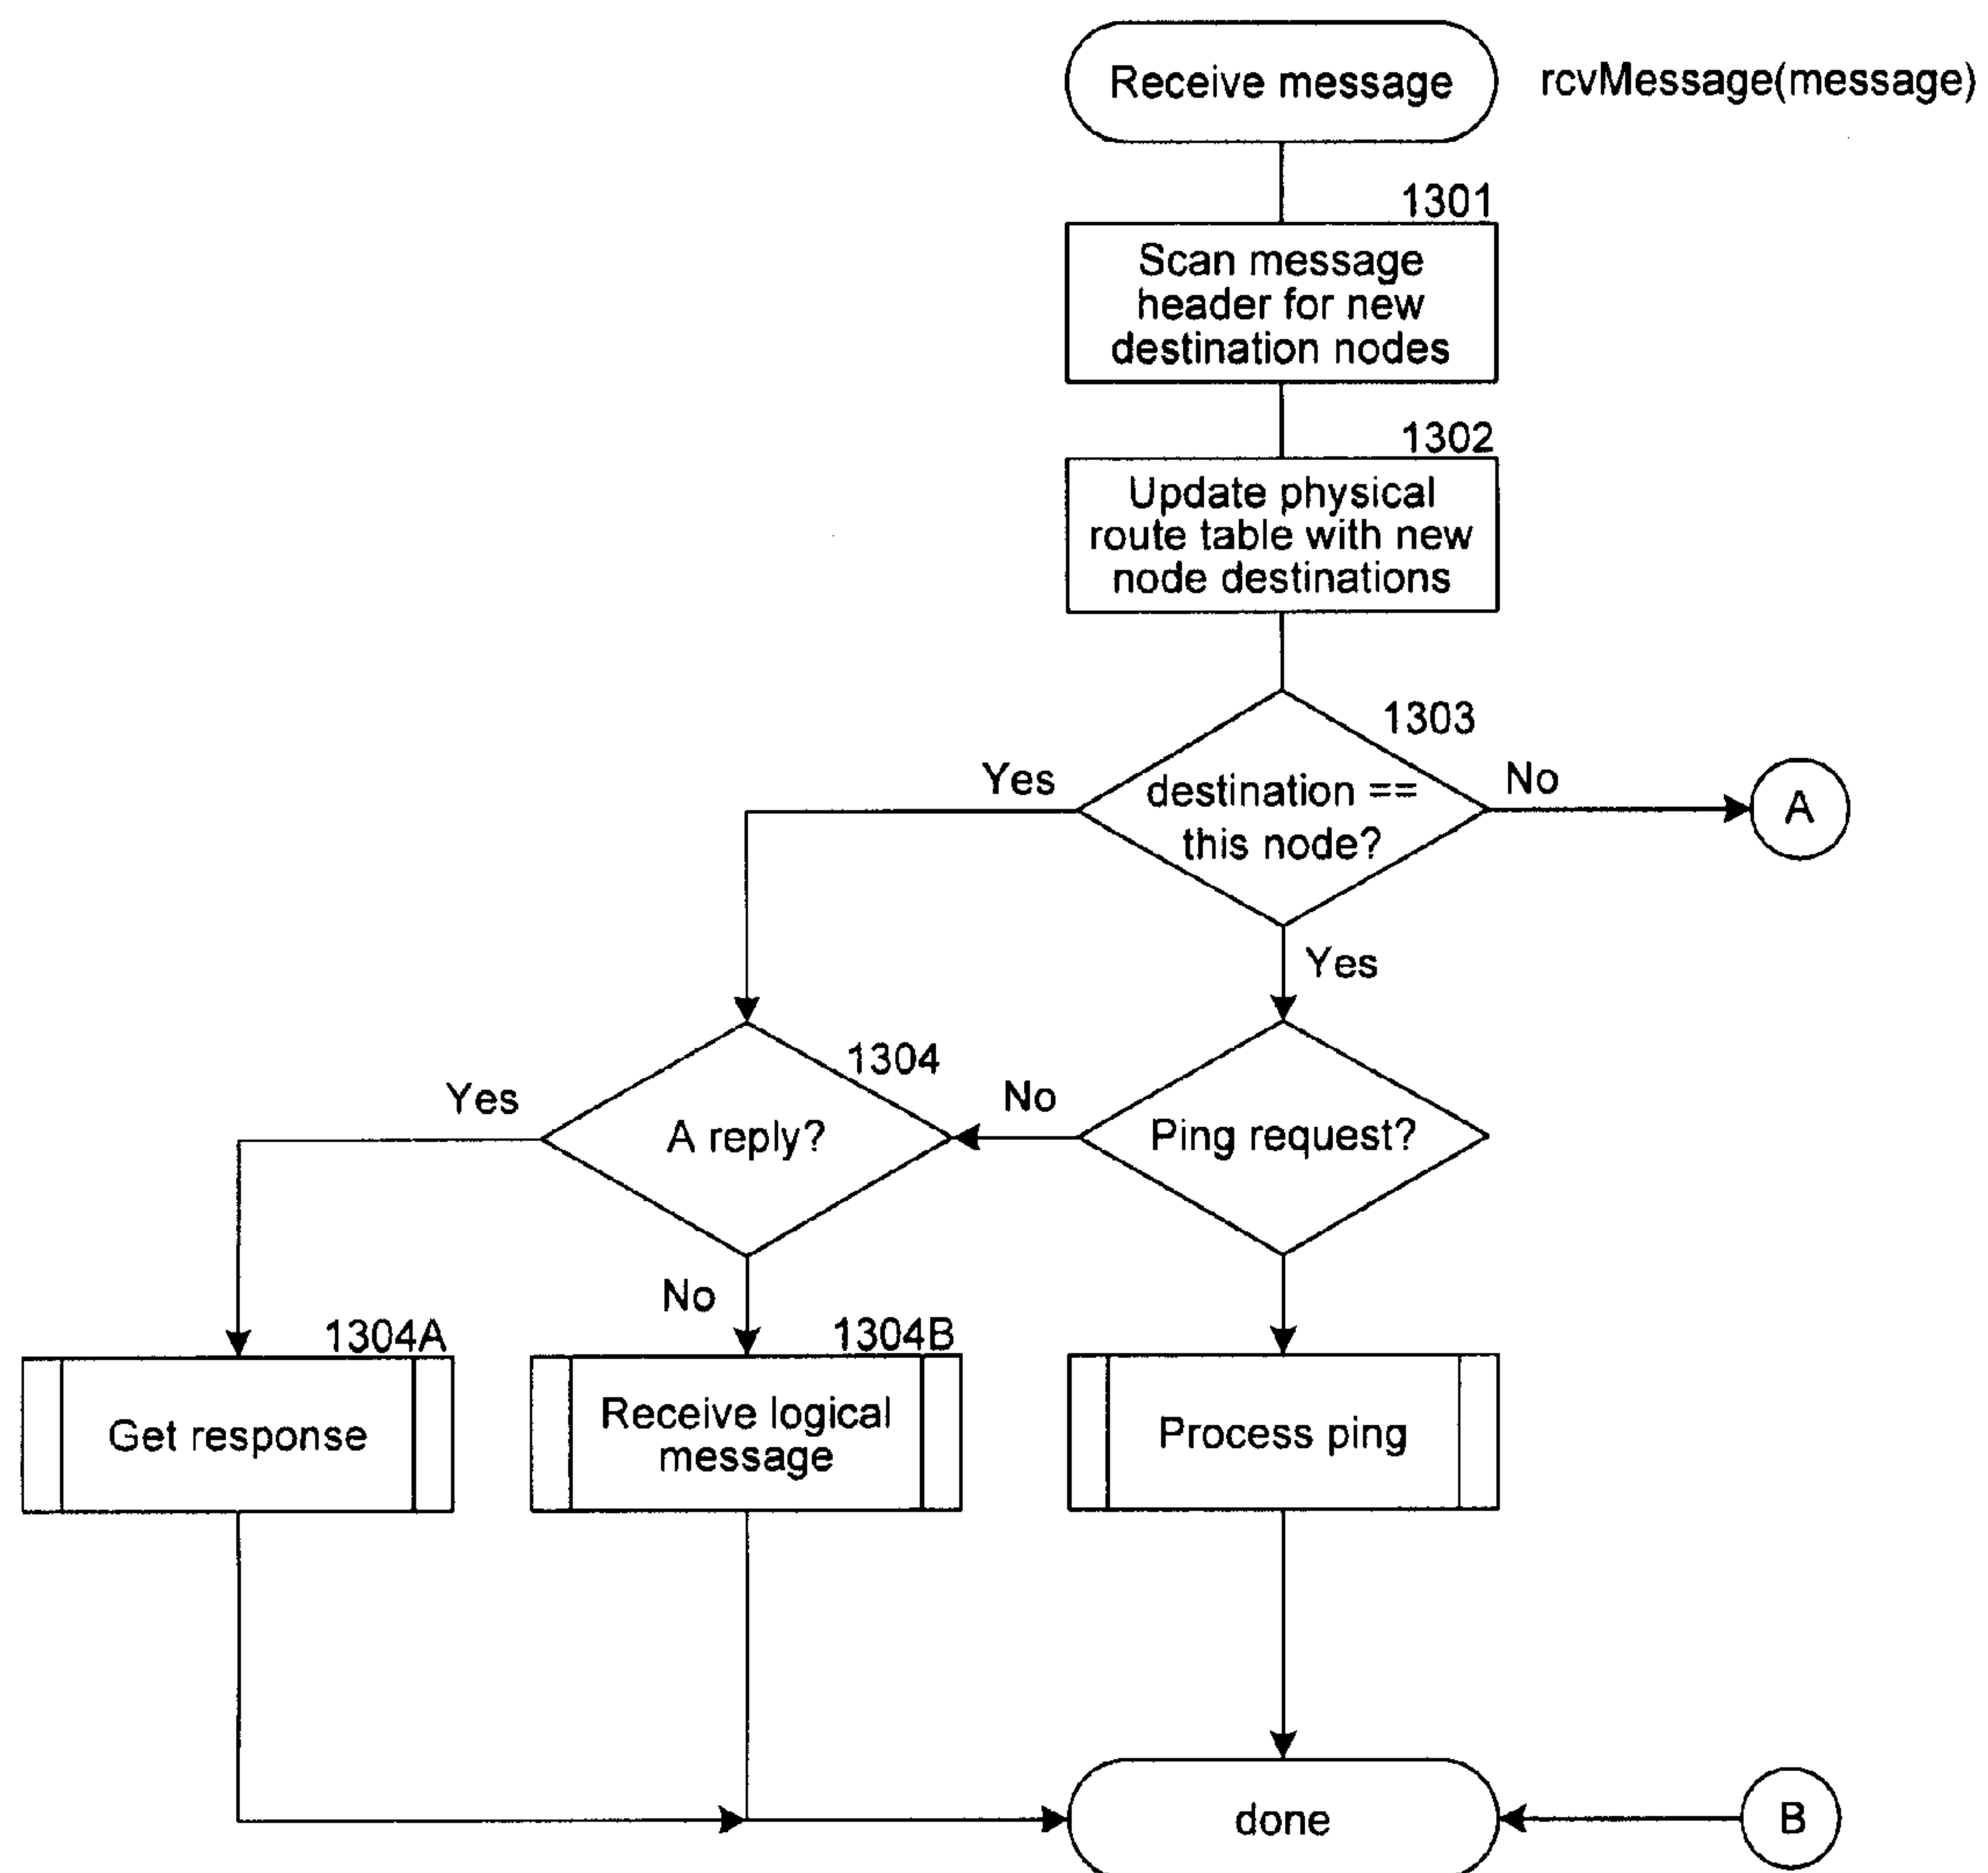 Receive message
rcvMessage(message)
1301
Scan message
header for new
destination nodes
1302
Update physical
route table with new
node destinations
1303
destination ==
this node?
Yes
No
A
Yes
1304
A reply?
Yes
No
Ping request?
No
1304A
Get response
1304B
Receive logical
message
Process ping
done
B